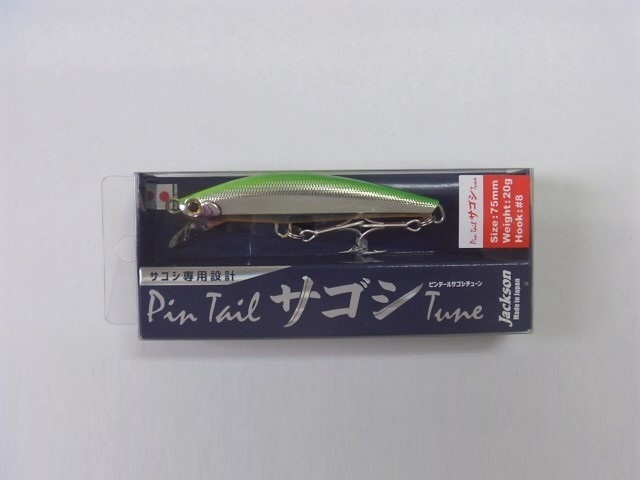 Pin Tail サゴシ Tune
Size:75mm
Weight:20g
Hook:#8
サゴシ専用設計
Pin Tail サゴシ Tune
ピンテールサゴシチューン
Jackson
Made in Japan